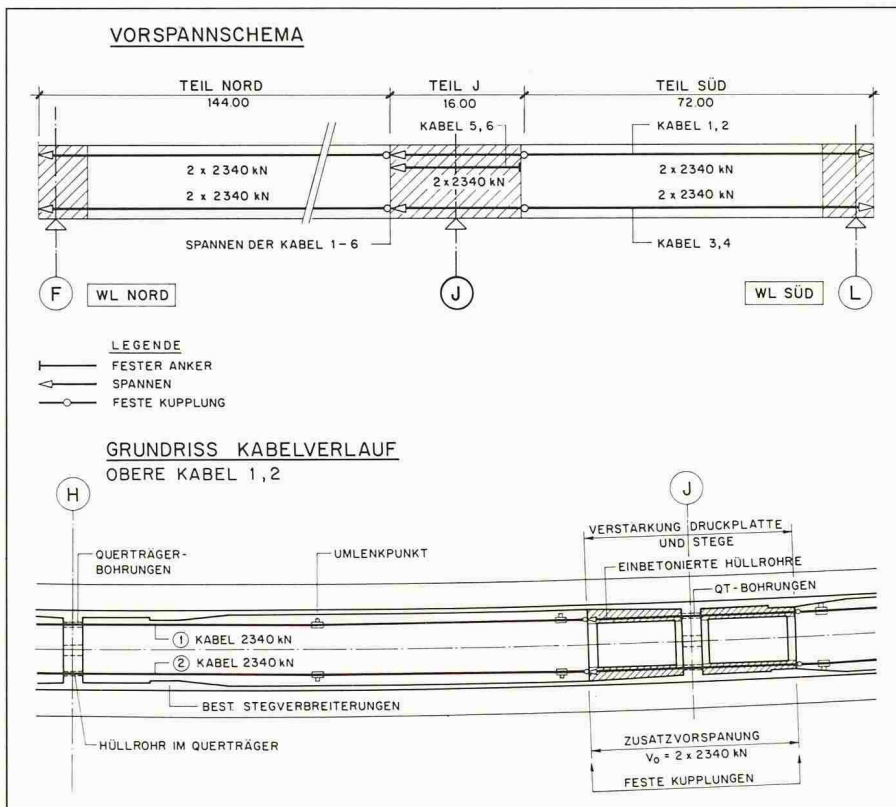 VORSPANNSCHEMA
TEIL NORD
144.00
TEIL J
16.00
TEIL SÜD
72.00
KABEL 5,6
KABEL 1,2
2 x 2340 kN
2 x 2340 kN
2 x 2340 kN
2 x 2340 kN
2 x 2340 kN
SPANNEN DER KABEL 1-6
KABEL 3,4
F
WL NORD
J
WL SÜD
L
LEGENDE
FESTER ANKER
SPANNEN
FESTE KUPPLUNG
GRUNDRISS KABELVERLAUF
OBERE KABEL 1,2
H
J
VERSTARKUNG DRUCKPLATTE
UND STEGE
QUERTRÄGER-
BOHRUNGEN
UMLENKPUNKT
EINBETONIERTE HÜLLROHRE
QT-BOHRUNGEN
1 KABEL 2340 kN
2 KABEL 2340 kN
BEST. STEGVERBREITERUNGEN
HÜLLROHR IM QUERTRÄGER
ZUSATZVORSPANUNG
V₀ = 2 x 2340 kN
FESTE KUPPLUNGEN